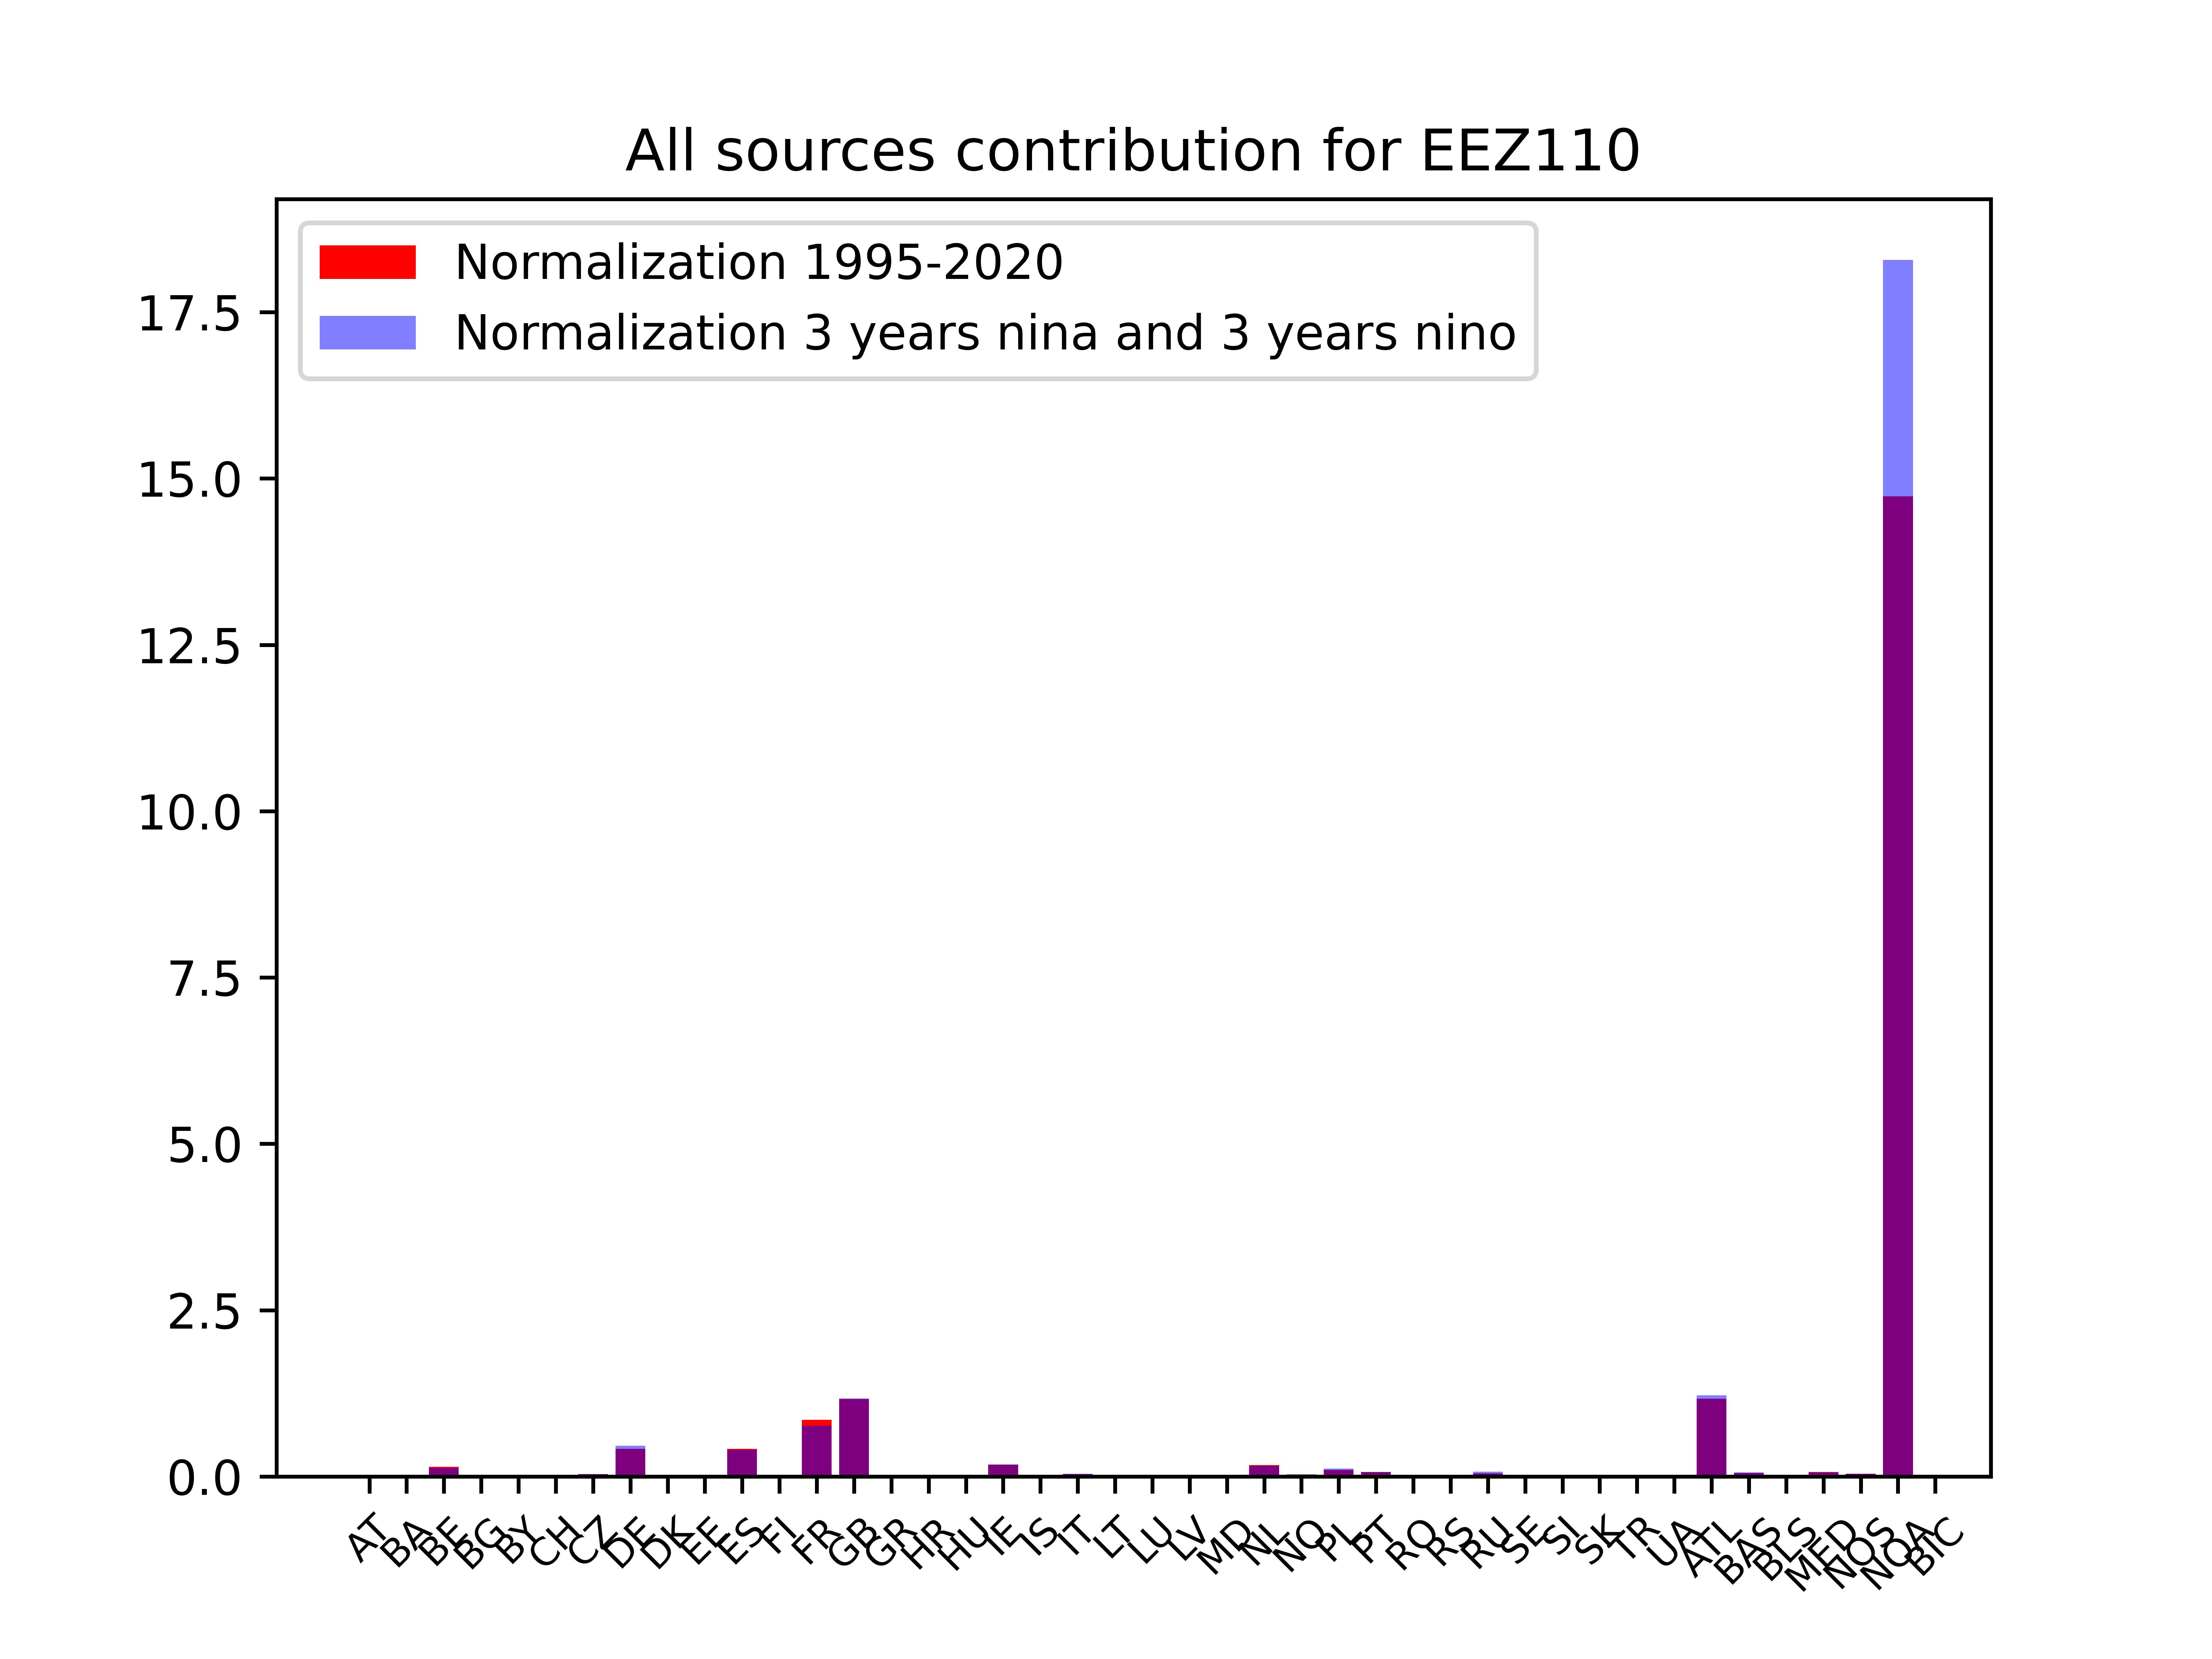 All sources contribution for EEZ110
Normalization 1995-2020
Normalization 3 years nina and 3 years nino
17.5
15.0
12.5
10.0
7.5
5.0
2.5
0.0
AT
BA
BE
BG
BY
CH
CZ
DE
DK
EE
ES
FI
FR
GB
GR
HR
HU
IE
IS
IT
LT
LU
LV
MD
NL
NO
PL
PT
RO
RS
RU
SE
SI
SK
TR
UA
ATL
BAS
BLS
MED
NOS
NOA
BIC